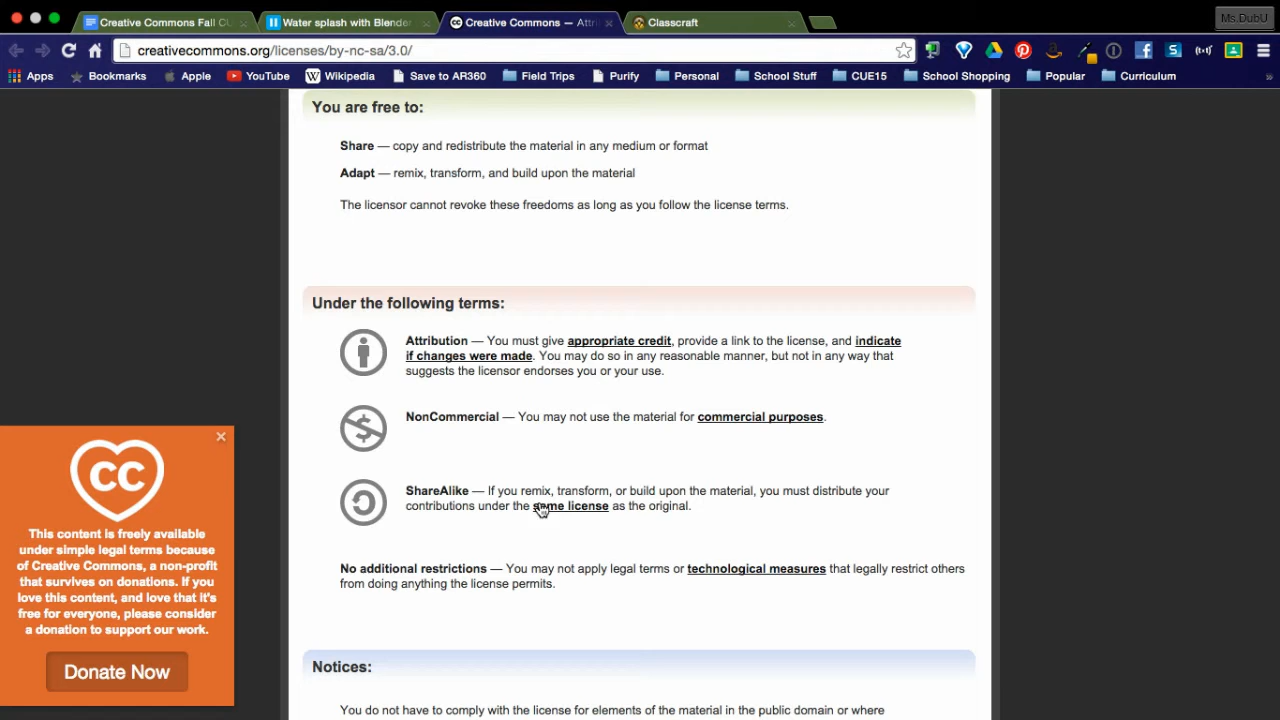 Creative Commons Fall CU
Water splash with Blende
Creative Commons — Attri
Classcraft
Ms.DubU
creativecommons.org/licenses/by-nc-sa/3.0/
Apps Bookmarks Apple YouTube Wikipedia Save to AR360 Field Trips Purify Personal School Stuff CUE15 School Shopping Popular Curriculum »
You are free to:
Share — copy and redistribute the material in any medium or format
Adapt — remix, transform, and build upon the material
The licensor cannot revoke these freedoms as long as you follow the license terms.
Under the following terms:
Attribution — You must give appropriate credit, provide a link to the license, and indicate
if changes were made. You may do so in any reasonable manner, but not in any way that
suggests the licensor endorses you or your use.
NonCommercial — You may not use the material for commercial purposes.
ShareAlike — If you remix, transform, or build upon the material, you must distribute your
contributions under the same license as the original.
No additional restrictions — You may not apply legal terms or technological measures that legally restrict others
from doing anything the license permits.
Notices:
You do not have to comply with the license for elements of the material in the public domain or where
CC
This content is freely available
under simple legal terms because
of Creative Commons, a non-profit
that survives on donations. If you
love this content, and love that it's
free for everyone, please consider
a donation to support our work.
Donate Now